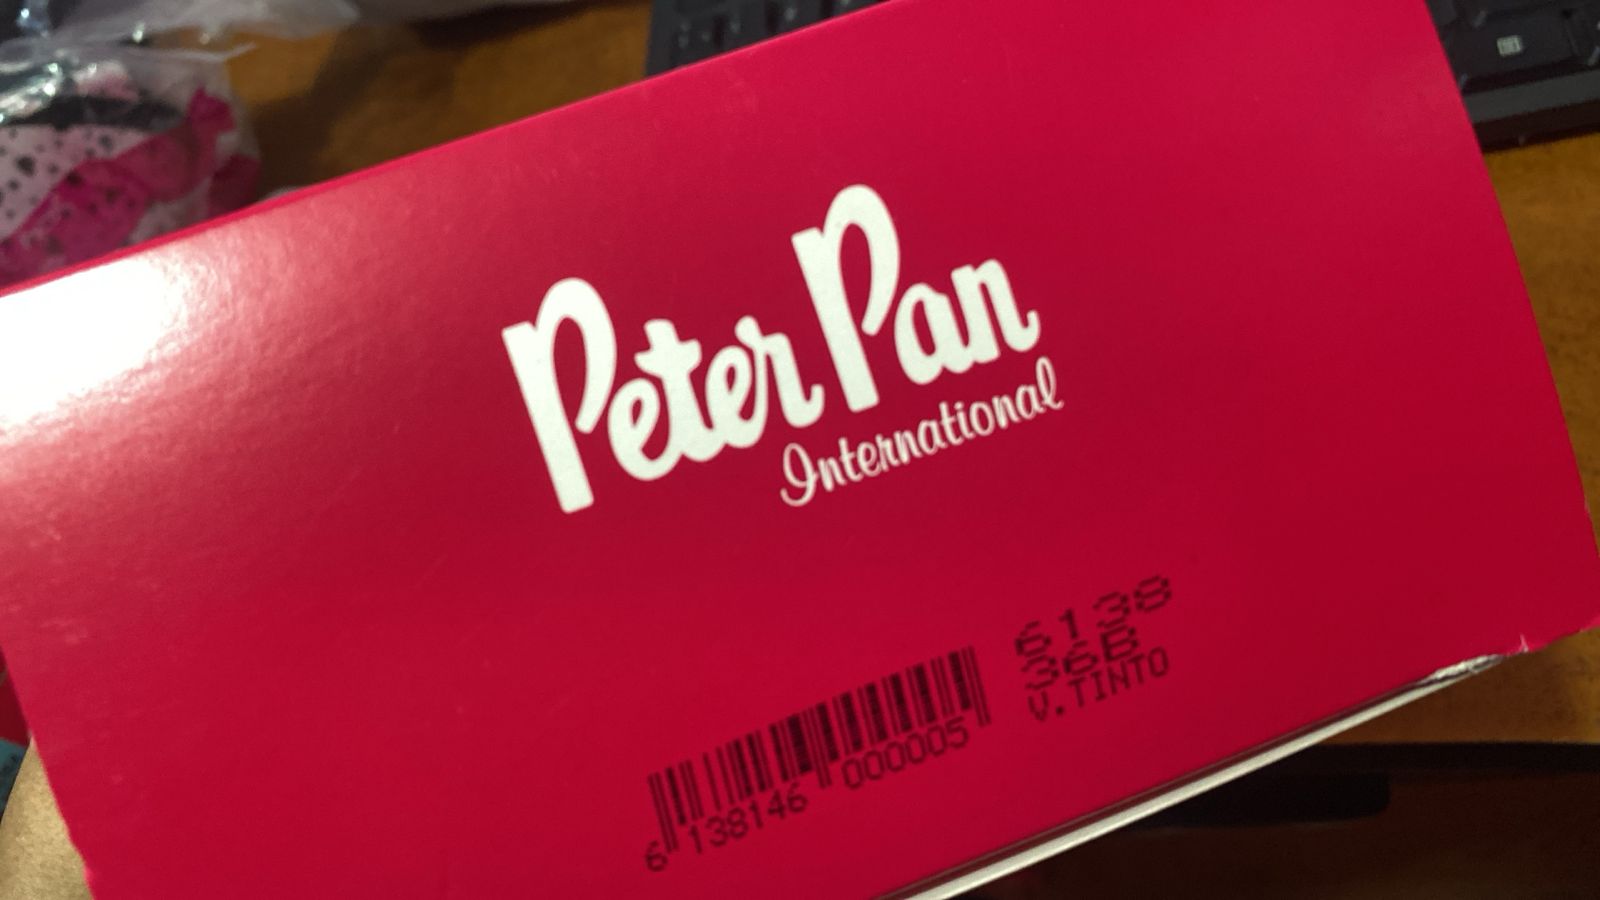 Peter Pan
International
6138
36B
V.TINTO
6 138146 000005